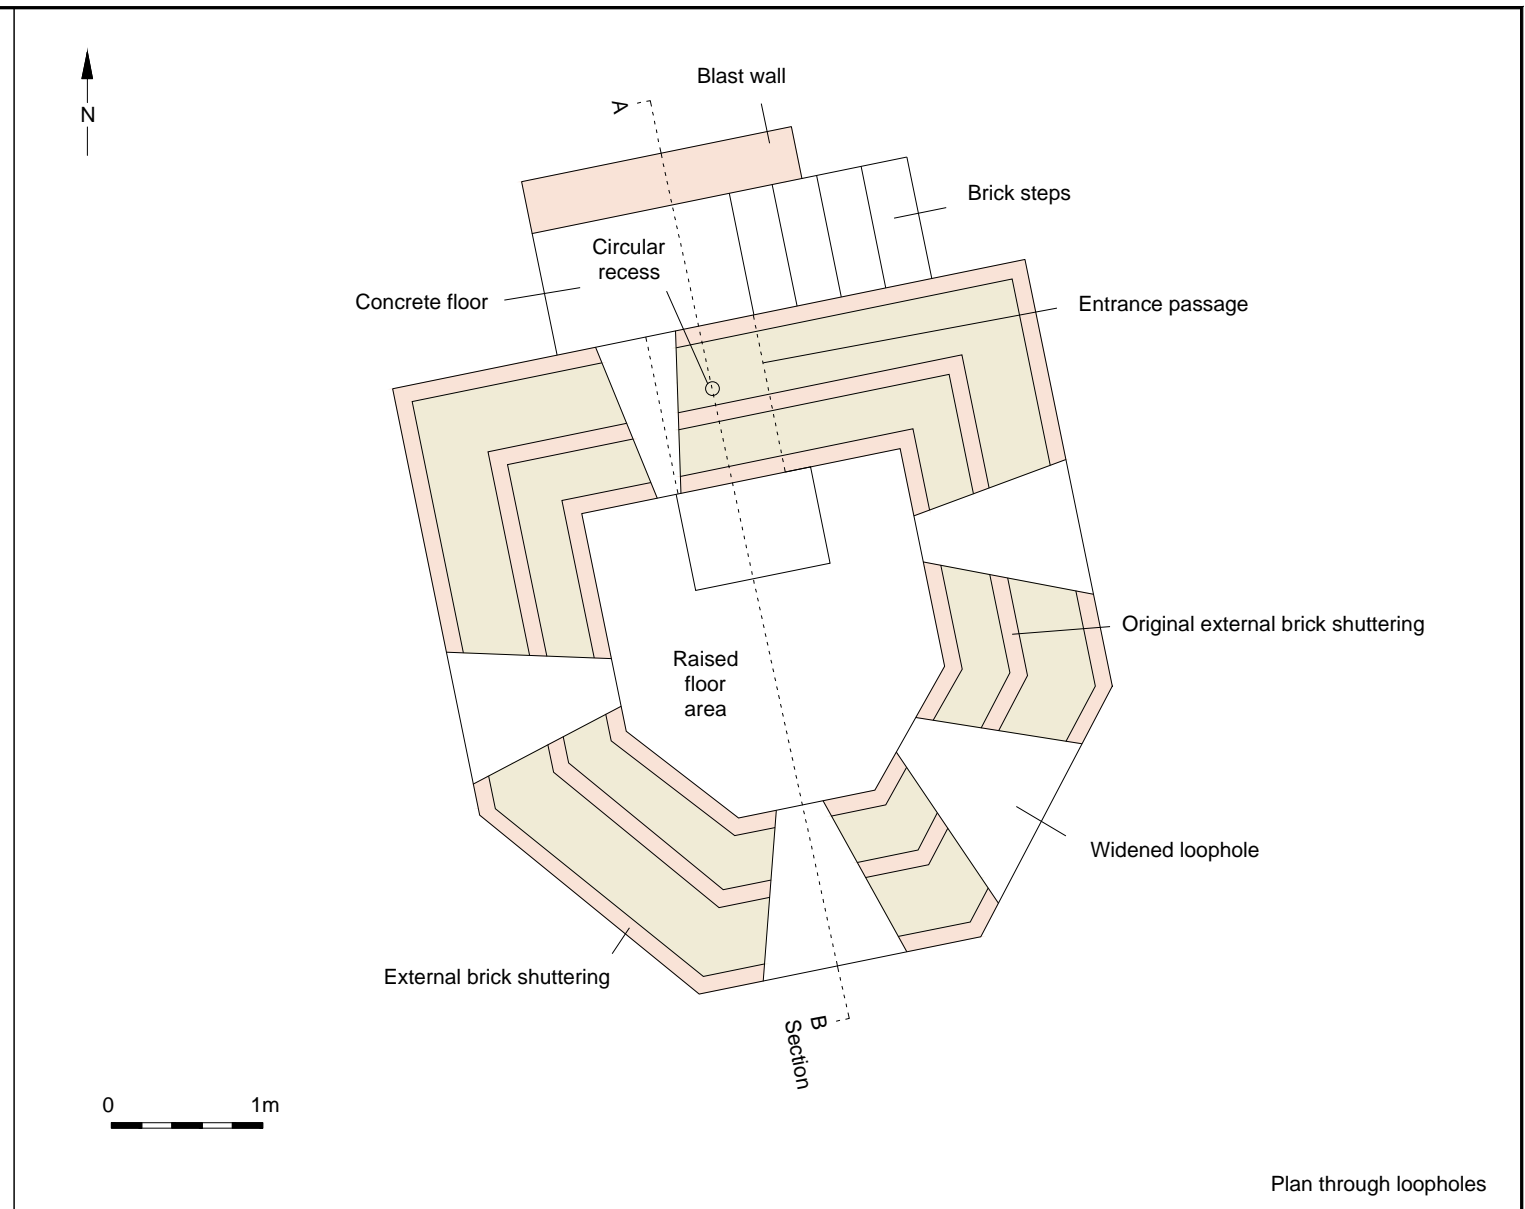 Blast wall
N
A
Brick steps
Circular
recess
Concrete floor
Entrance passage
Original external brick shuttering
Raised
floor
area
Widened loophole
External brick shuttering
B
Section
0 1m
Plan through loopholes